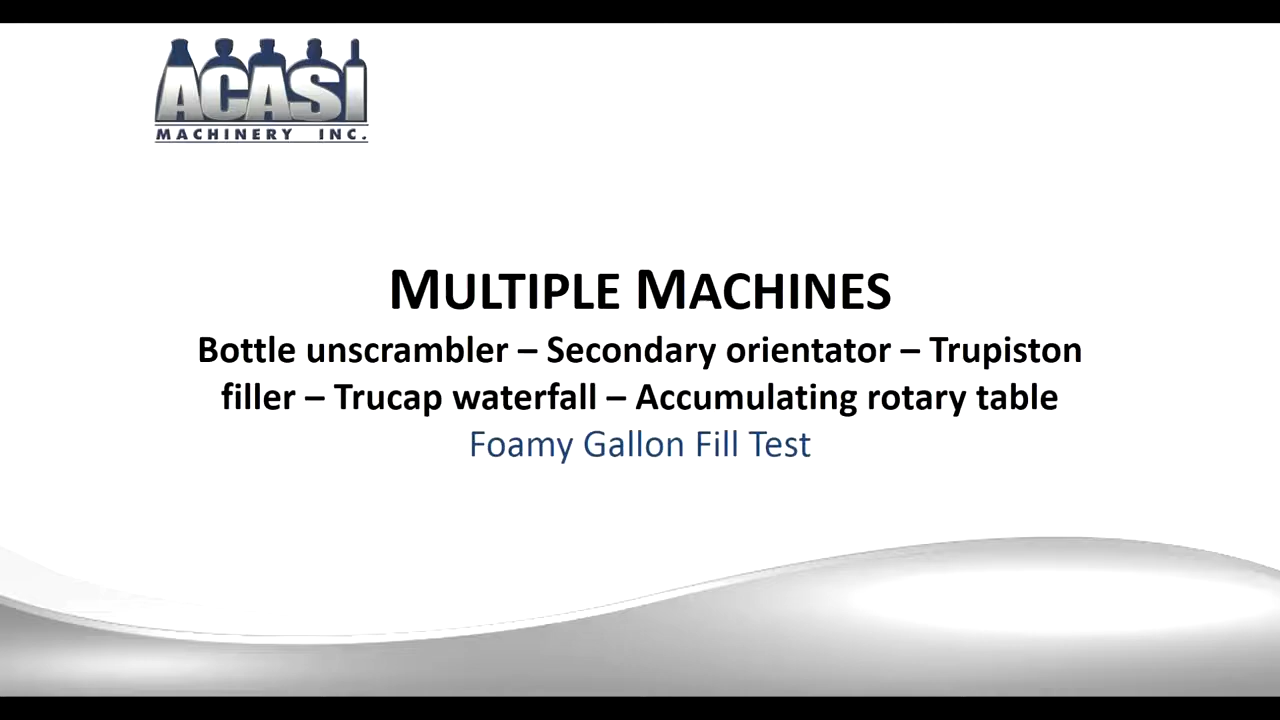 ACASI
MACHINERY INC.
MULTIPLE MACHINES
Bottle unscrambler – Secondary orientator – Trupiston
filler – Trucap waterfall – Accumulating rotary table
Foamy Gallon Fill Test